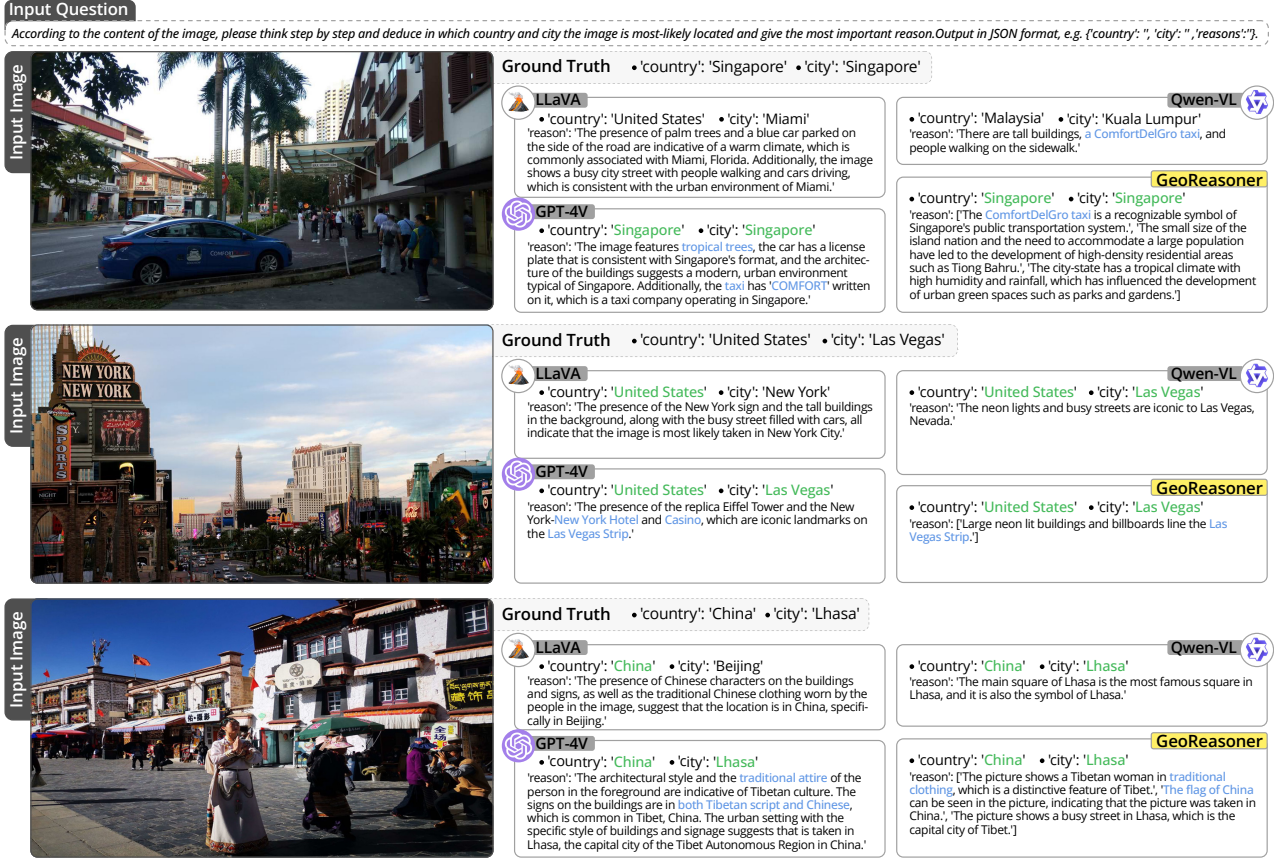 Input Question
According to the content of the image, please think step by step and deduce in which country and city the image is most-likely located and give the most important reason.Output in JSON format, e.g. {'country': '', 'city': '' ,'reasons':''}.
Input Image
COMFORT
Ground Truth • 'country': 'Singapore' • 'city': 'Singapore'
LLaVA
• 'country': 'United States' • 'city': 'Miami'
'reason': 'The presence of palm trees and a blue car parked on
the side of the road are indicative of a warm climate, which is
commonly associated with Miami, Florida. Additionally, the image
shows a busy city street with people walking and cars driving,
which is consistent with the urban environment of Miami.'
GPT-4V
• 'country': 'Singapore' • 'city': 'Singapore'
'reason': 'The image features tropical trees, the car has a license
plate that is consistent with Singapore's format, and the architec-
ture of the buildings suggests a modern, urban environment
typical of Singapore. Additionally, the taxi has 'COMFORT' written
on it, which is a taxi company operating in Singapore.'
Qwen-VL
• 'country': 'Malaysia' • 'city': 'Kuala Lumpur'
'reason': 'There are tall buildings, a ComfortDelGro taxi, and
people walking on the sidewalk.'
GeoReasoner
• 'country': 'Singapore' • 'city': 'Singapore'
'reason': ['The ComfortDelGro taxi is a recognizable symbol of
Singapore's public transportation system.', 'The small size of the
island nation and the need to accommodate a large population
have led to the development of high-density residential areas
such as Tiong Bahru.', 'The city-state has a tropical climate with
high humidity and rainfall, which has influenced the development
of urban green spaces such as parks and gardens.']
Input Image
NEW YORK
NEW YORK
SPORTS
ZUMANITY.
NIGHT
Ground Truth • 'country': 'United States' • 'city': 'Las Vegas'
LLaVA
• 'country': 'United States' • 'city': 'New York'
'reason': 'The presence of the New York sign and the tall buildings
in the background, along with the busy street filled with cars, all
indicate that the image is most likely taken in New York City.'
GPT-4V
• 'country': 'United States' • 'city': 'Las Vegas'
'reason': 'The presence of the replica Eiffel Tower and the New
York-New York Hotel and Casino, which are iconic landmarks on
the Las Vegas Strip.'
Qwen-VL
• 'country': 'United States' • 'city': 'Las Vegas'
'reason': 'The neon lights and busy streets are iconic to Las Vegas,
Nevada.'
GeoReasoner
• 'country': 'United States' • 'city': 'Las Vegas'
'reason': ['Large neon lit buildings and billboards line the Las
Vegas Strip.']
Input Image
佑·摄影
全场
Ground Truth • 'country': 'China' • 'city': 'Lhasa'
LLaVA
• 'country': 'China' • 'city': 'Beijing'
'reason': 'The presence of Chinese characters on the buildings
and signs, as well as the traditional Chinese clothing worn by the
people in the image, suggest that the location is in China, specifi-
cally in Beijing.'
GPT-4V
• 'country': 'China' • 'city': 'Lhasa'
'reason': 'The architectural style and the traditional attire of the
person in the foreground are indicative of Tibetan culture. The
signs on the buildings are in both Tibetan script and Chinese,
which is common in Tibet, China. The urban setting with the
specific style of buildings and signage suggests that is taken in
Lhasa, the capital city of the Tibet Autonomous Region in China.'
Qwen-VL
• 'country': 'China' • 'city': 'Lhasa'
'reason': 'The main square of Lhasa is the most famous square in
Lhasa, and it is also the symbol of Lhasa.'
GeoReasoner
• 'country': 'China' • 'city': 'Lhasa'
'reason': ['The picture shows a Tibetan woman in traditional
clothing, which is a distinctive feature of Tibet.', 'The flag of China
can be seen in the picture, indicating that the picture was taken in
China.', 'The picture shows a busy street in Lhasa, which is the
capital city of Tibet.']